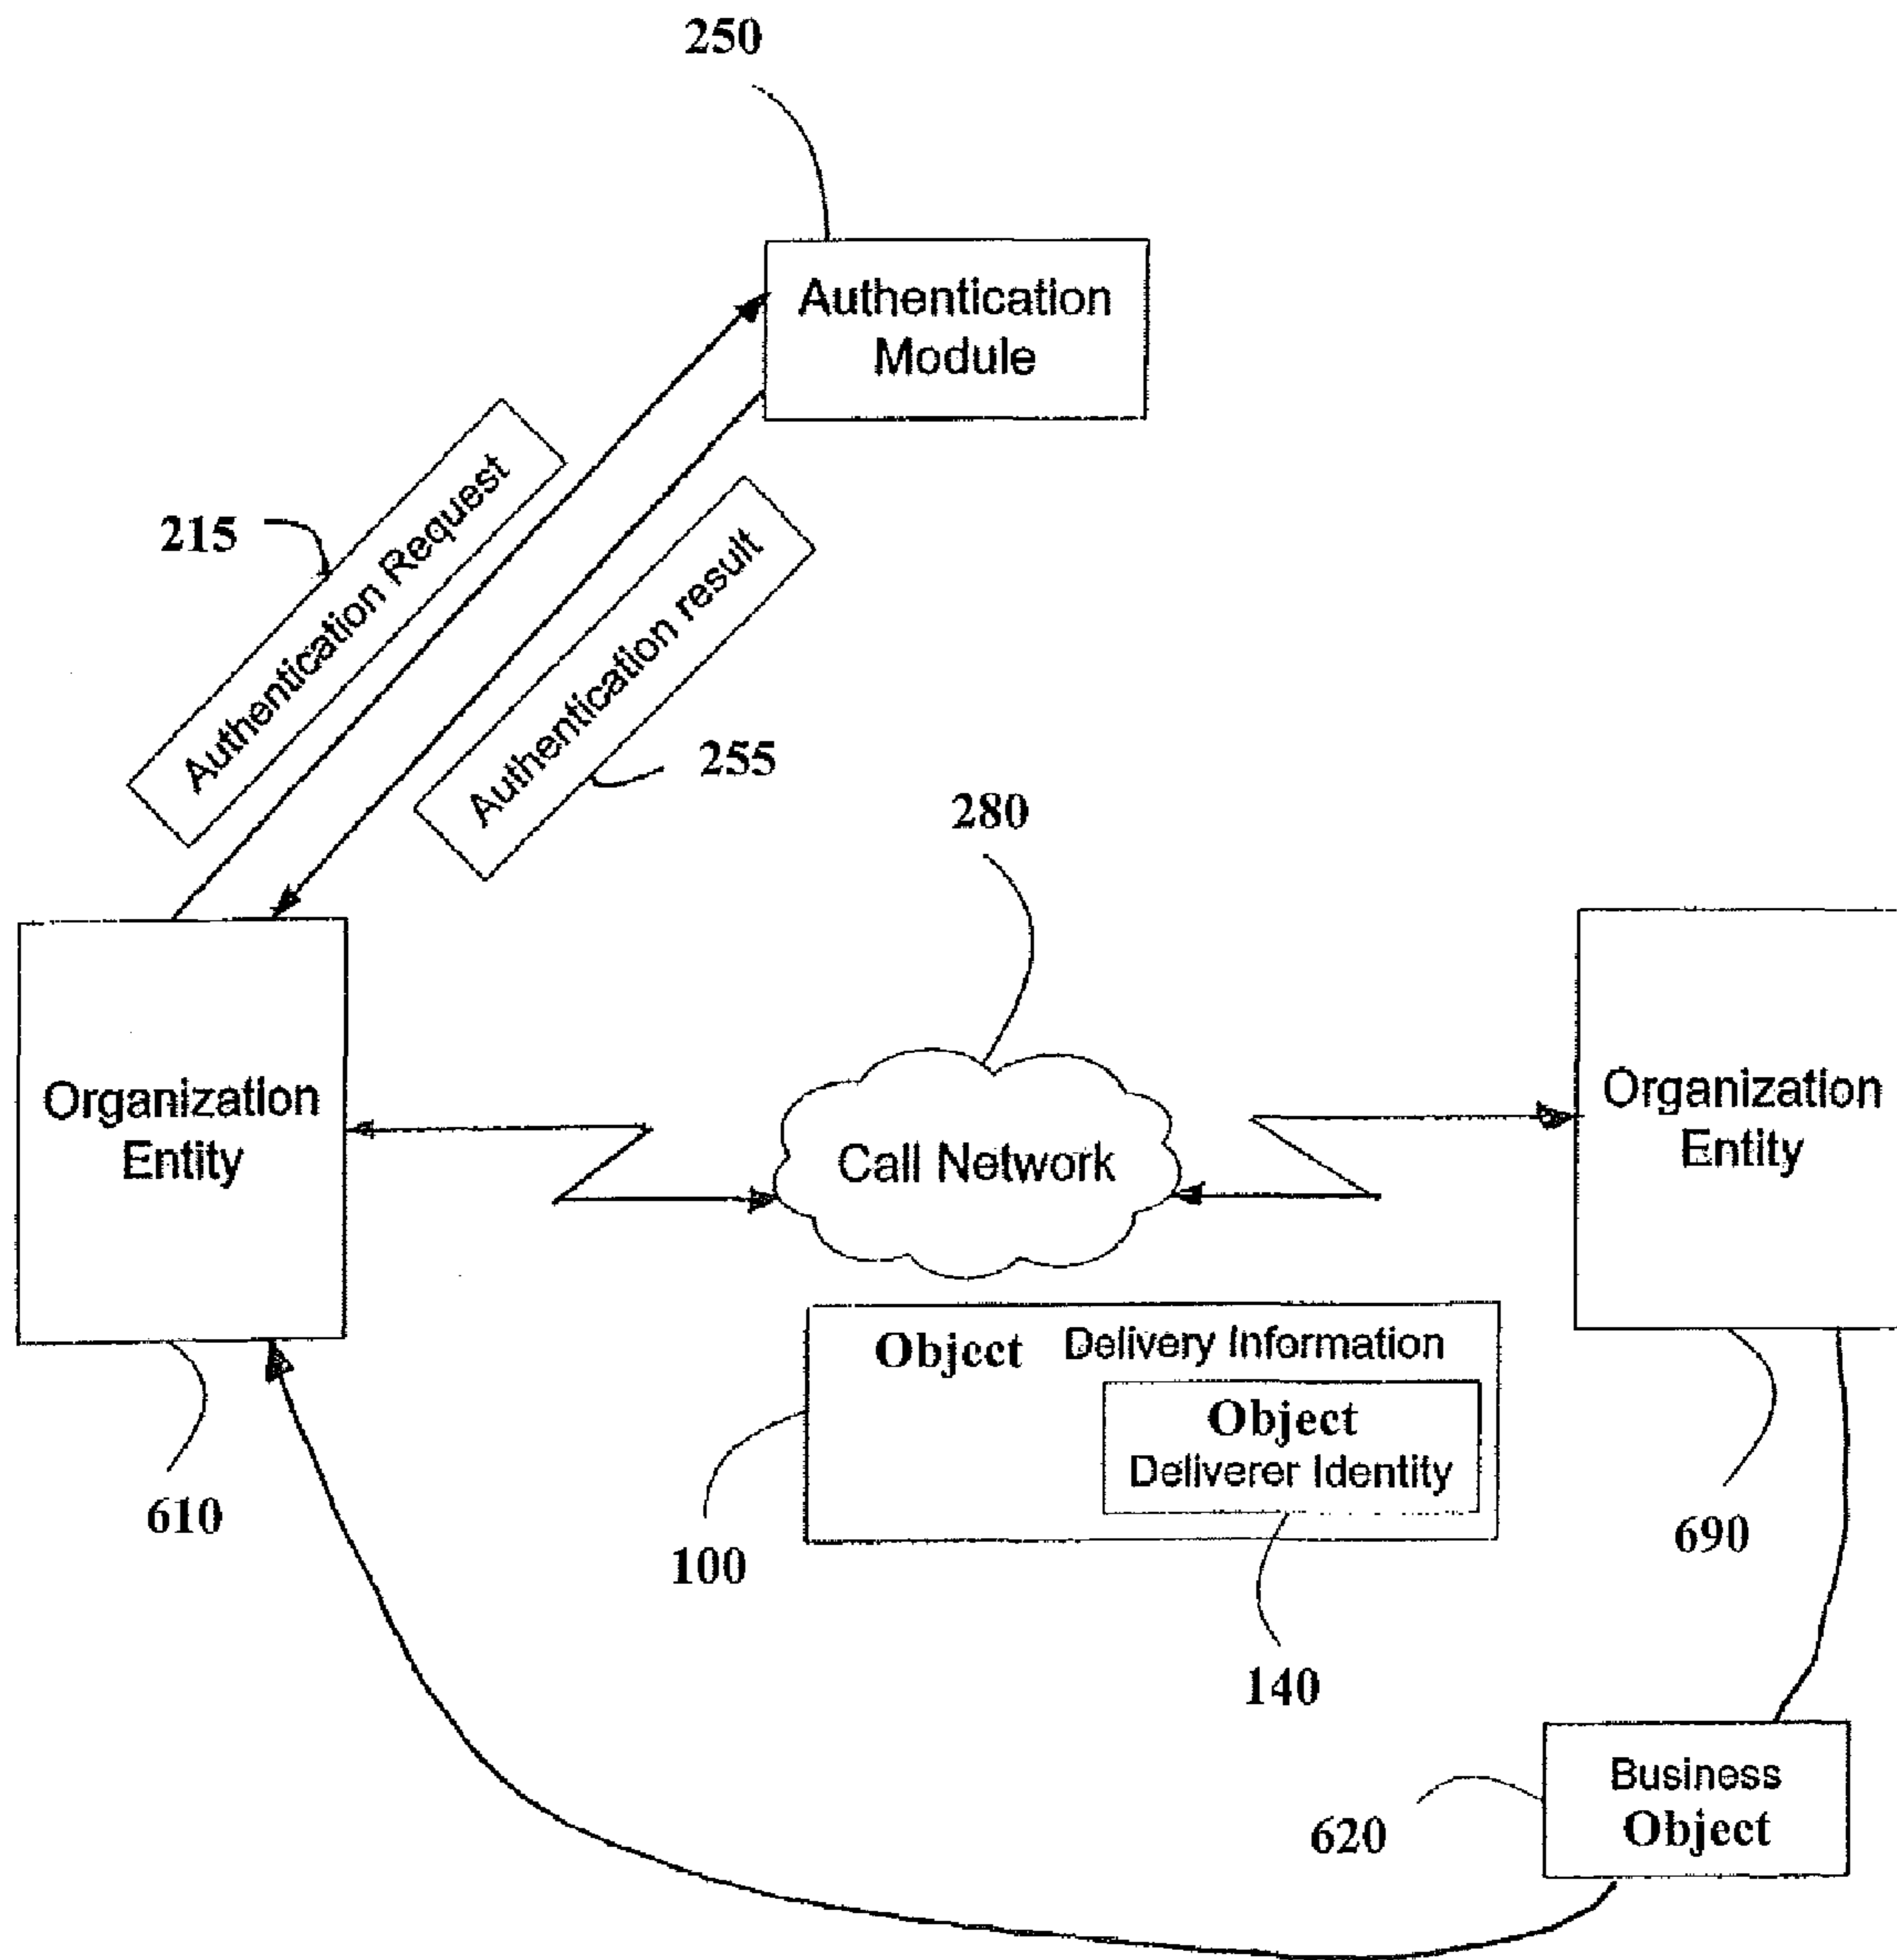 250
Authentication
Module
215
Authentication Request
Authentication result
255
280
Organization
Entity
Call Network
Organization
Entity
Object Delivery Information
Object
Deliverer Identity
610
100
690
140
Business
Object
620